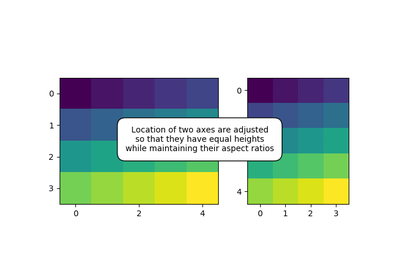 Location of two axes are adjusted
so that they have equal heights
while maintaining their aspect ratios
0
1
2
3
0 2 4
0
4
0 1 2 3